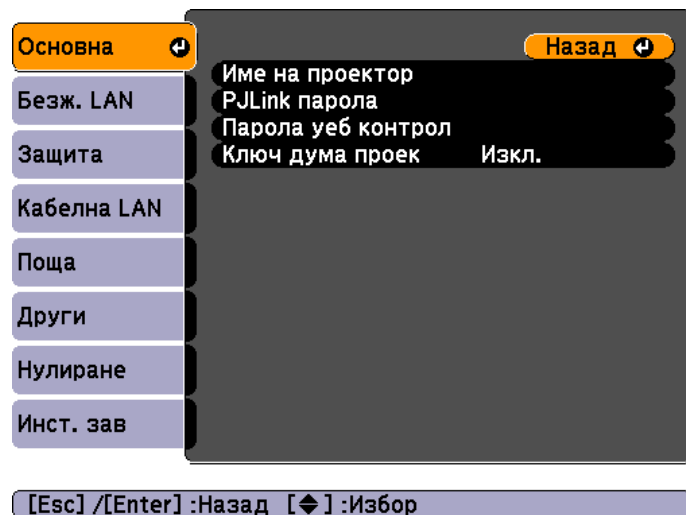 Основна
Безж. LAN
Защита
Кабелна LAN
Поща
Други
Нулиране
Инст. зав
Назад
Име на проектор
PJLink парола
Парола уеб контрол
Ключ дума проек Изкл.
[Esc] /[Enter] :Назад [◆] :Избор